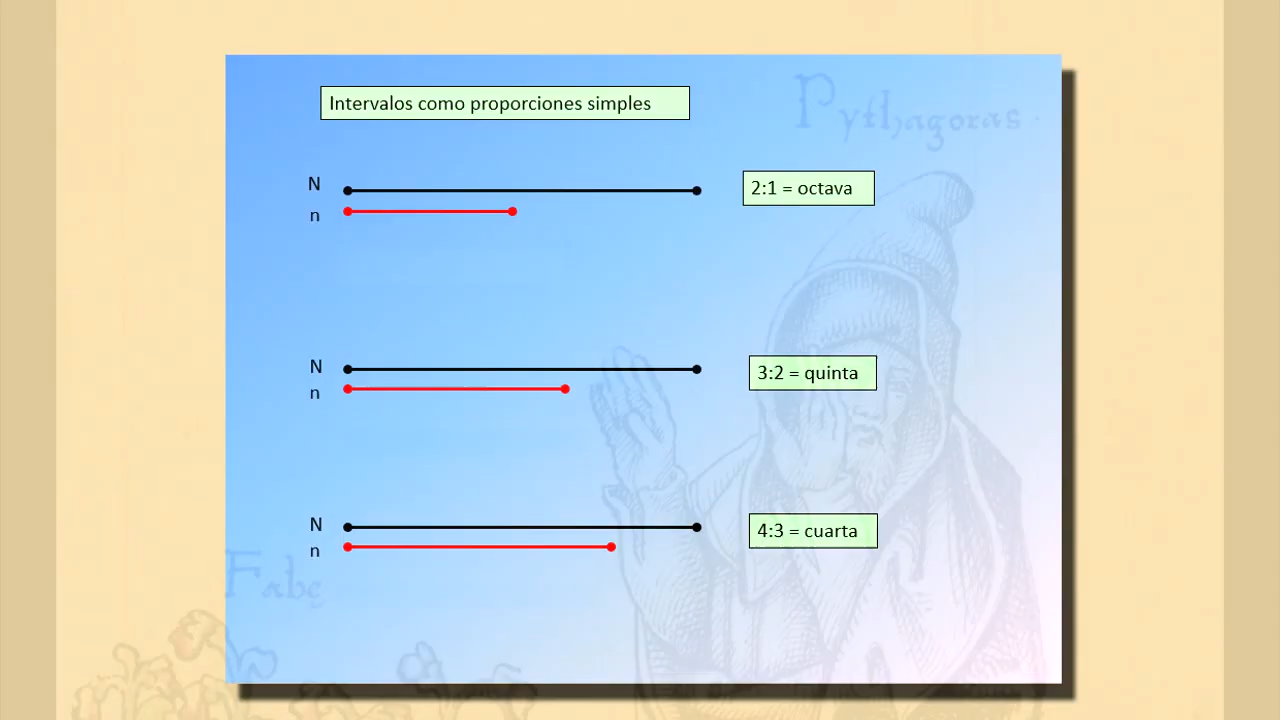 Pythagoras
Intervalos como proporciones simples
N
2:1 = octava
n
N
3:2 = quinta
n
N
4:3 = cuarta
n